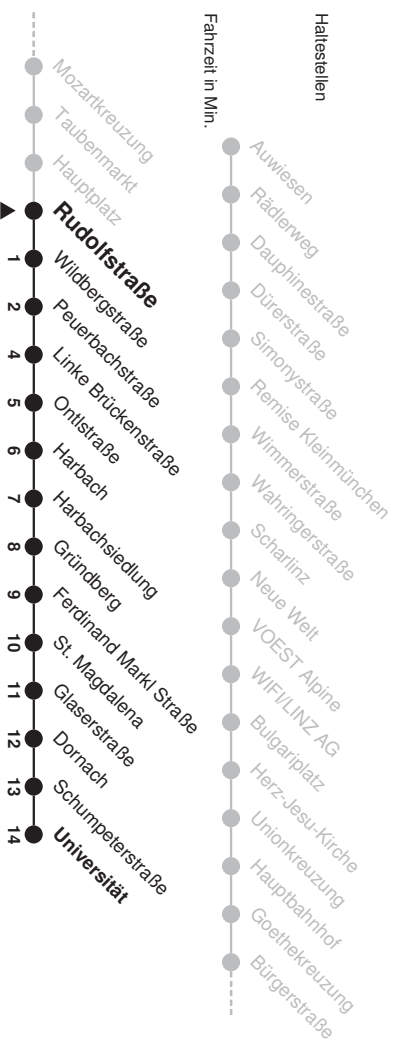 Haltestellen
Fahrzeit in Min.
Auwiesen
Rädlerweg
Dauphinestraße
Dürerstraße
Simonystraße
Remise Kleinmünchen
Wimmerstraße
Wahringerstraße
Scharlinz
Neue Welt
VOEST Alpine
WIFI/LINZ AG
Bulgariplatz
Herz-Jesu-Kirche
Unionkreuzung
Hauptbahnhof
Goethekreuzung
Bürgerstraße
Mozartkreuzung
Taubenmarkt
Hauptplatz
Rudolfstraße
1 Wildbergstraße
2 Peuerbachstraße
4 Linke Brückenstraße
5 Ontlstraße
6 Harbach
7 Harbachsiedlung
8 Gründberg
9 Ferdinand Markl Straße
10 St. Magdalena
11 Glaserstraße
12 Dornach
13 Schumpeterstraße
14 Universität